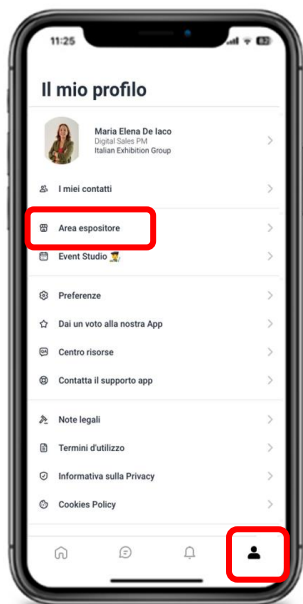 11:25
82
Il mio profilo
Maria Elena De Iaco
Digital Sales PM
Italian Exhibition Group
I miei contatti
Area espositore
Event Studio
Preferenze
Dai un voto alla nostra App
Centro risorse
Contatta il supporto app
Note legali
Termini d'utilizzo
Informativa sulla Privacy
Cookies Policy